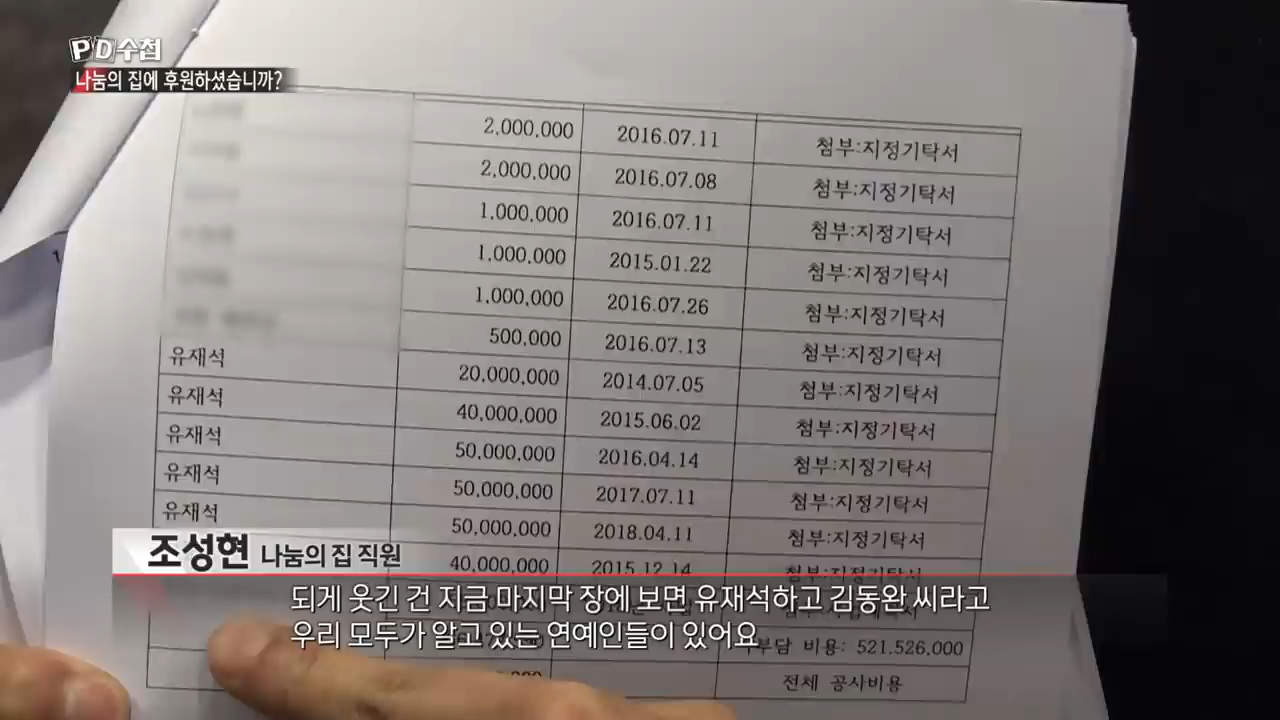 PD수첩
나눔의 집에 후원하셨습니까?
2,000,000 2016.07.11 첨부:지정기탁서
2,000,000 2016.07.08 첨부:지정기탁서
1,000,000 2016.07.11 첨부:지정기탁서
1,000,000 2015.01.22 첨부:지정기탁서
1,000,000 2016.07.26 첨부:지정기탁서
500,000 2016.07.13 첨부:지정기탁서
유재석 20,000,000 2014.07.05 첨부:지정기탁서
유재석 40,000,000 2015.06.02 첨부:지정기탁서
유재석 50,000,000 2016.04.14 첨부:지정기탁서
유재석 50,000,000 2017.07.11 첨부:지정기탁서
유재석 50,000,000 2018.04.11 첨부:지정기탁서
40,000,000 2015.12.14 첨부:지정기탁서
비용: 521,526,000
전체 공사비용
조성현 나눔의 집 직원
되게 웃긴 건 지금 마지막 장에 보면 유재석하고 김동완 씨라고
우리 모두가 알고 있는 연예인들이 있어요